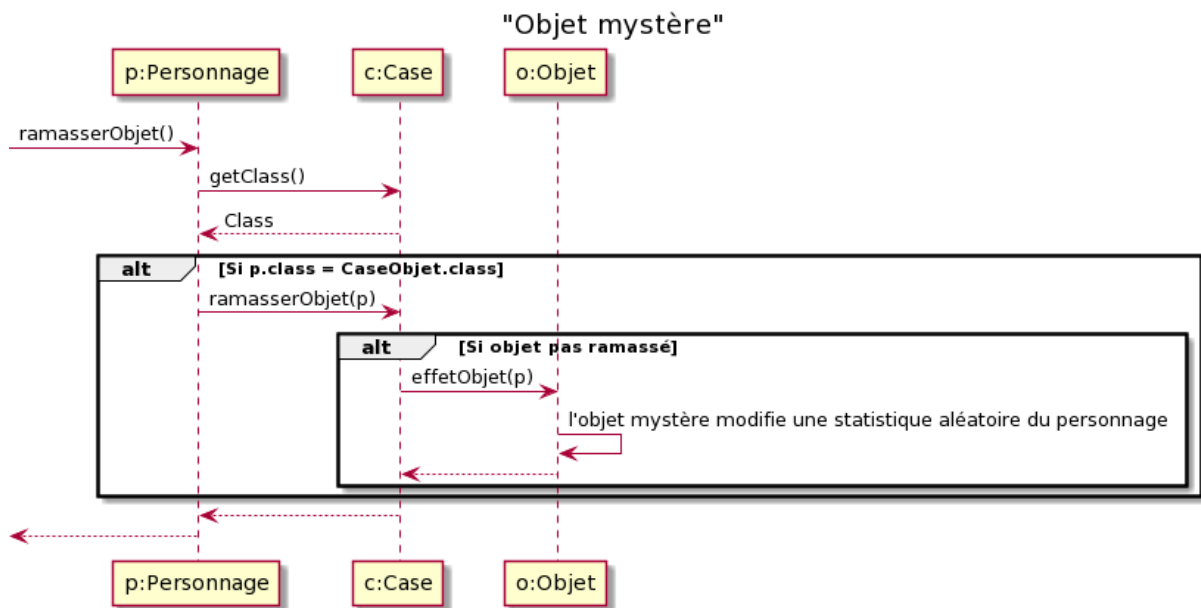 "Objet mystère"
p:Personnage
c:Case
o:Objet
ramasserObjet()
getClass()
Class
alt
[Si p.class = CaseObjet.class]
ramasserObjet(p)
alt
[Si objet pas ramassé]
effetObjet(p)
l'objet mystère modifie une statistique aléatoire du personnage
p:Personnage
c:Case
o:Objet